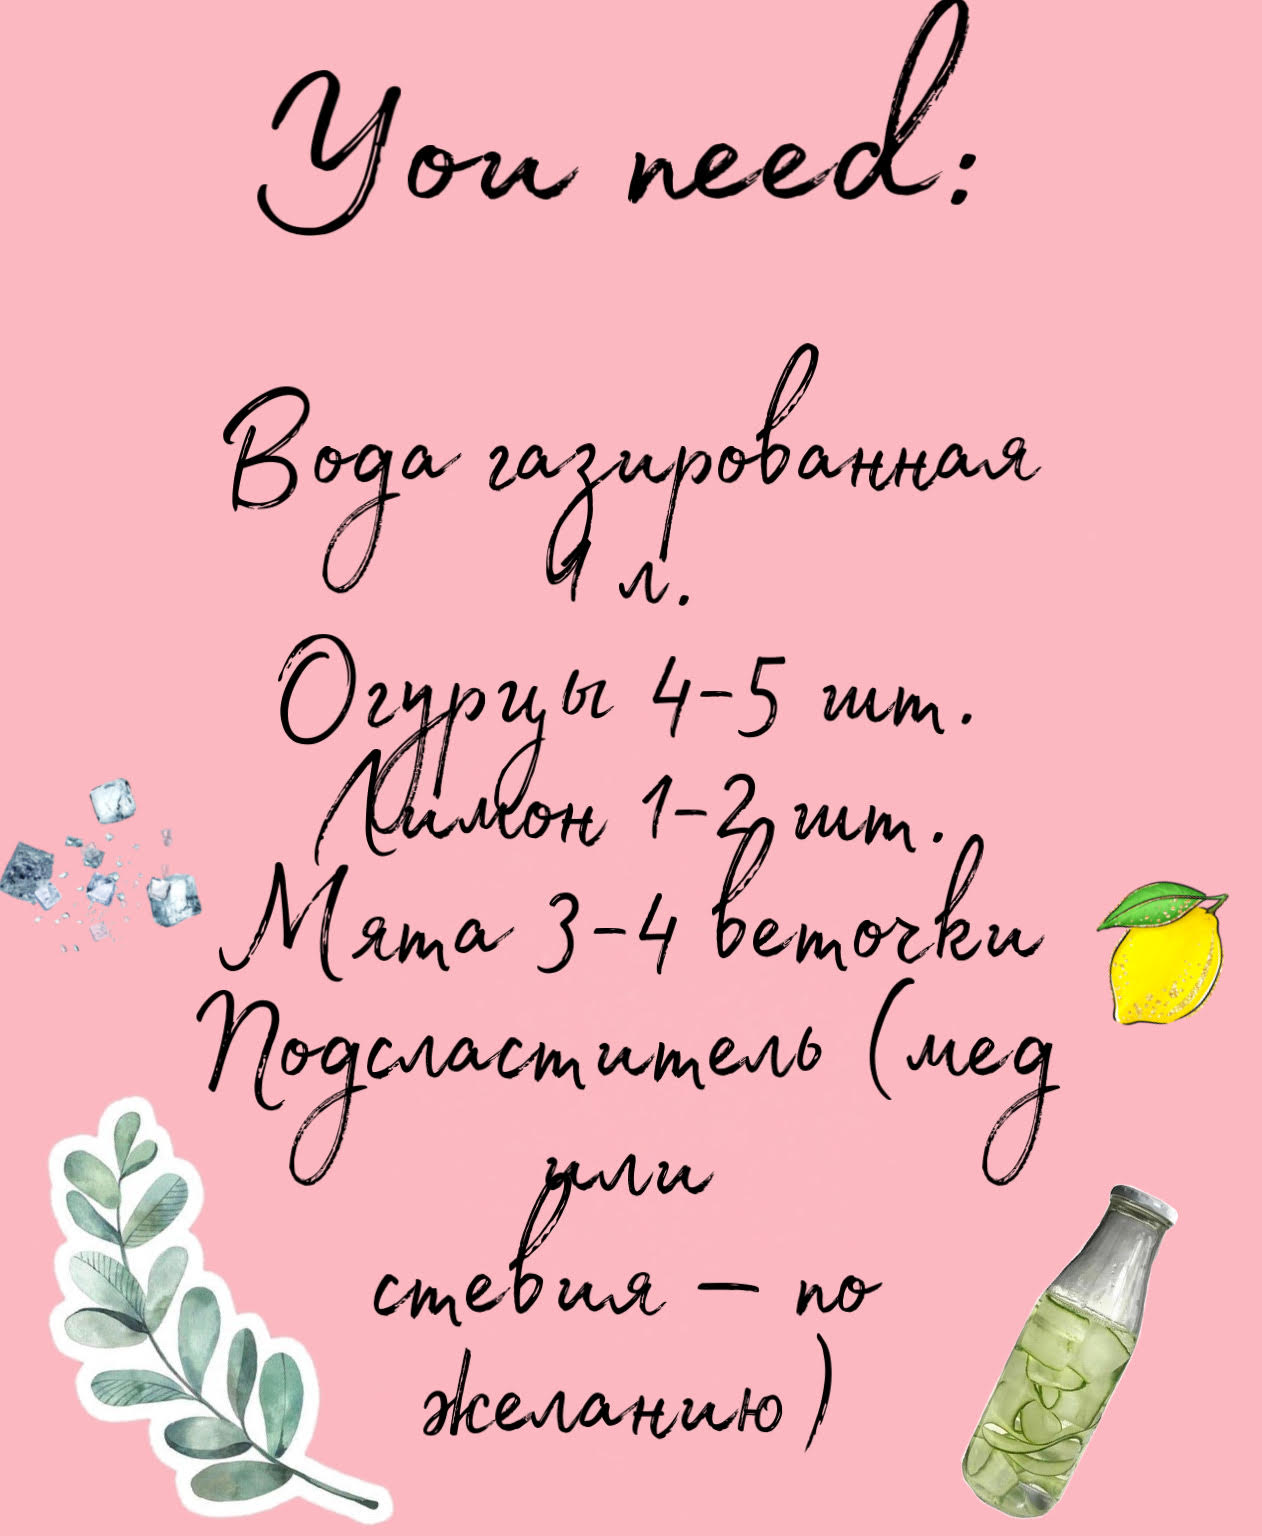 You need:
Вода газированная
1 л.
Огурцы 4-5 шт.
Лимон 1-2 шт.
Мята 3-4 веточки
Подсластитель (мед
или
стевия — по
желанию)